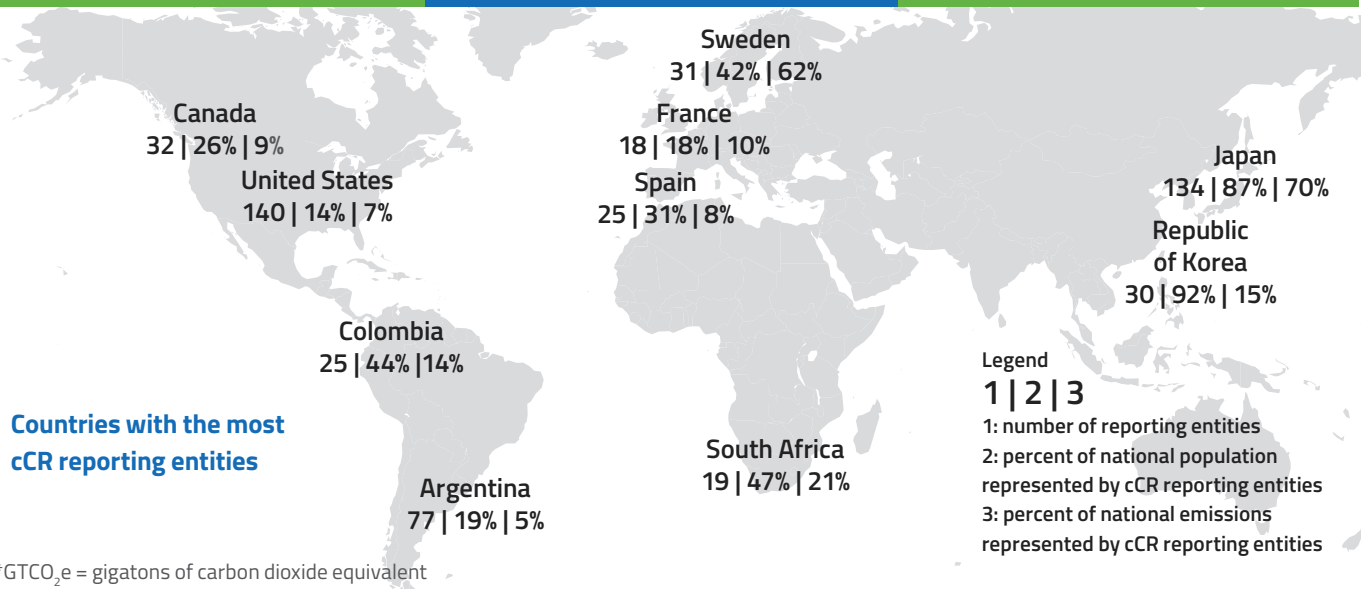 Sweden
31 | 42% | 62%
Canada
32 | 26% | 9%
France
18 | 18% | 10%
United States
140 | 14% | 7%
Spain
25 | 31% | 8%
Japan
134 | 87% | 70%
Republic
of Korea
30 | 92% | 15%
Colombia
25 | 44% |14%
Countries with the most
cCR reporting entities
South Africa
19 | 47% | 21%
Argentina
77 | 19% | 5%
Legend
1 | 2 | 3
1: number of reporting entities
2: percent of national population
represented by cCR reporting entities
3: percent of national emissions
represented by cCR reporting entities
*GTCO₂e = gigatons of carbon dioxide equivalent